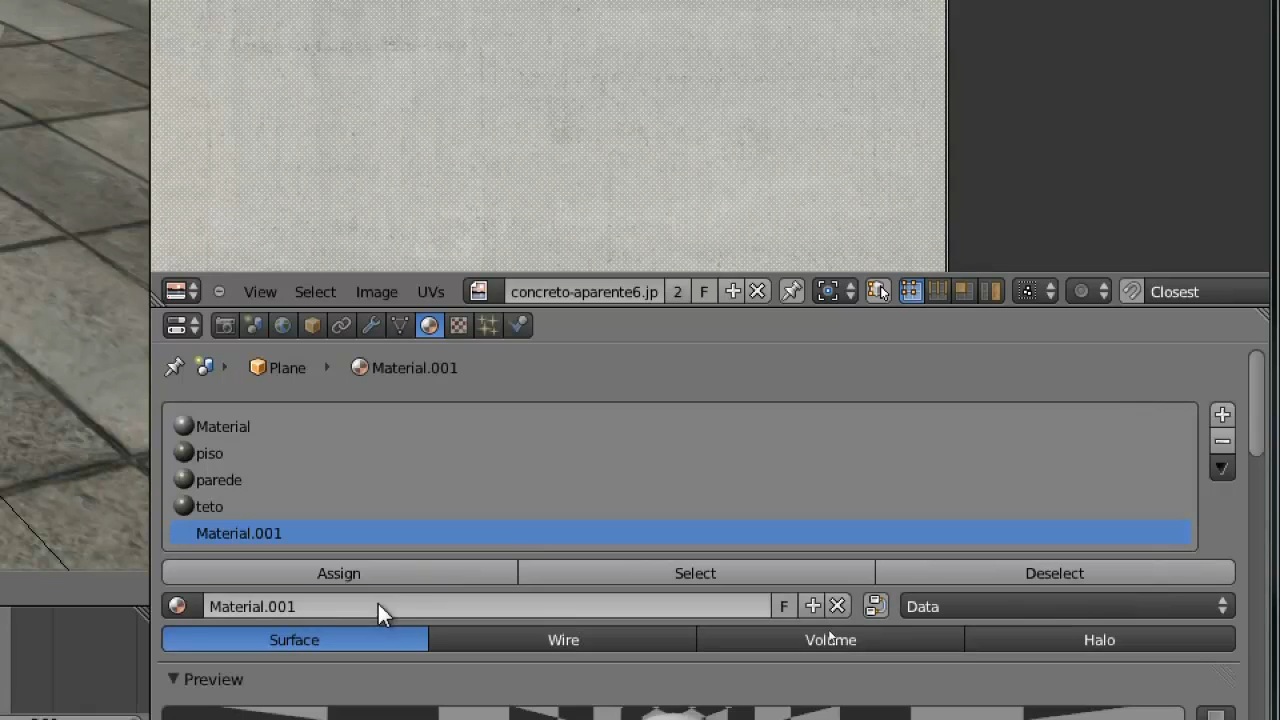 View Select Image UVs concreto-aparente6.jp 2 F Closest
Plane Material.001
Material
piso
parede
teto
Material.001
Assign Select Deselect
Material.001 F Data
Surface Wire Volume Halo
Preview